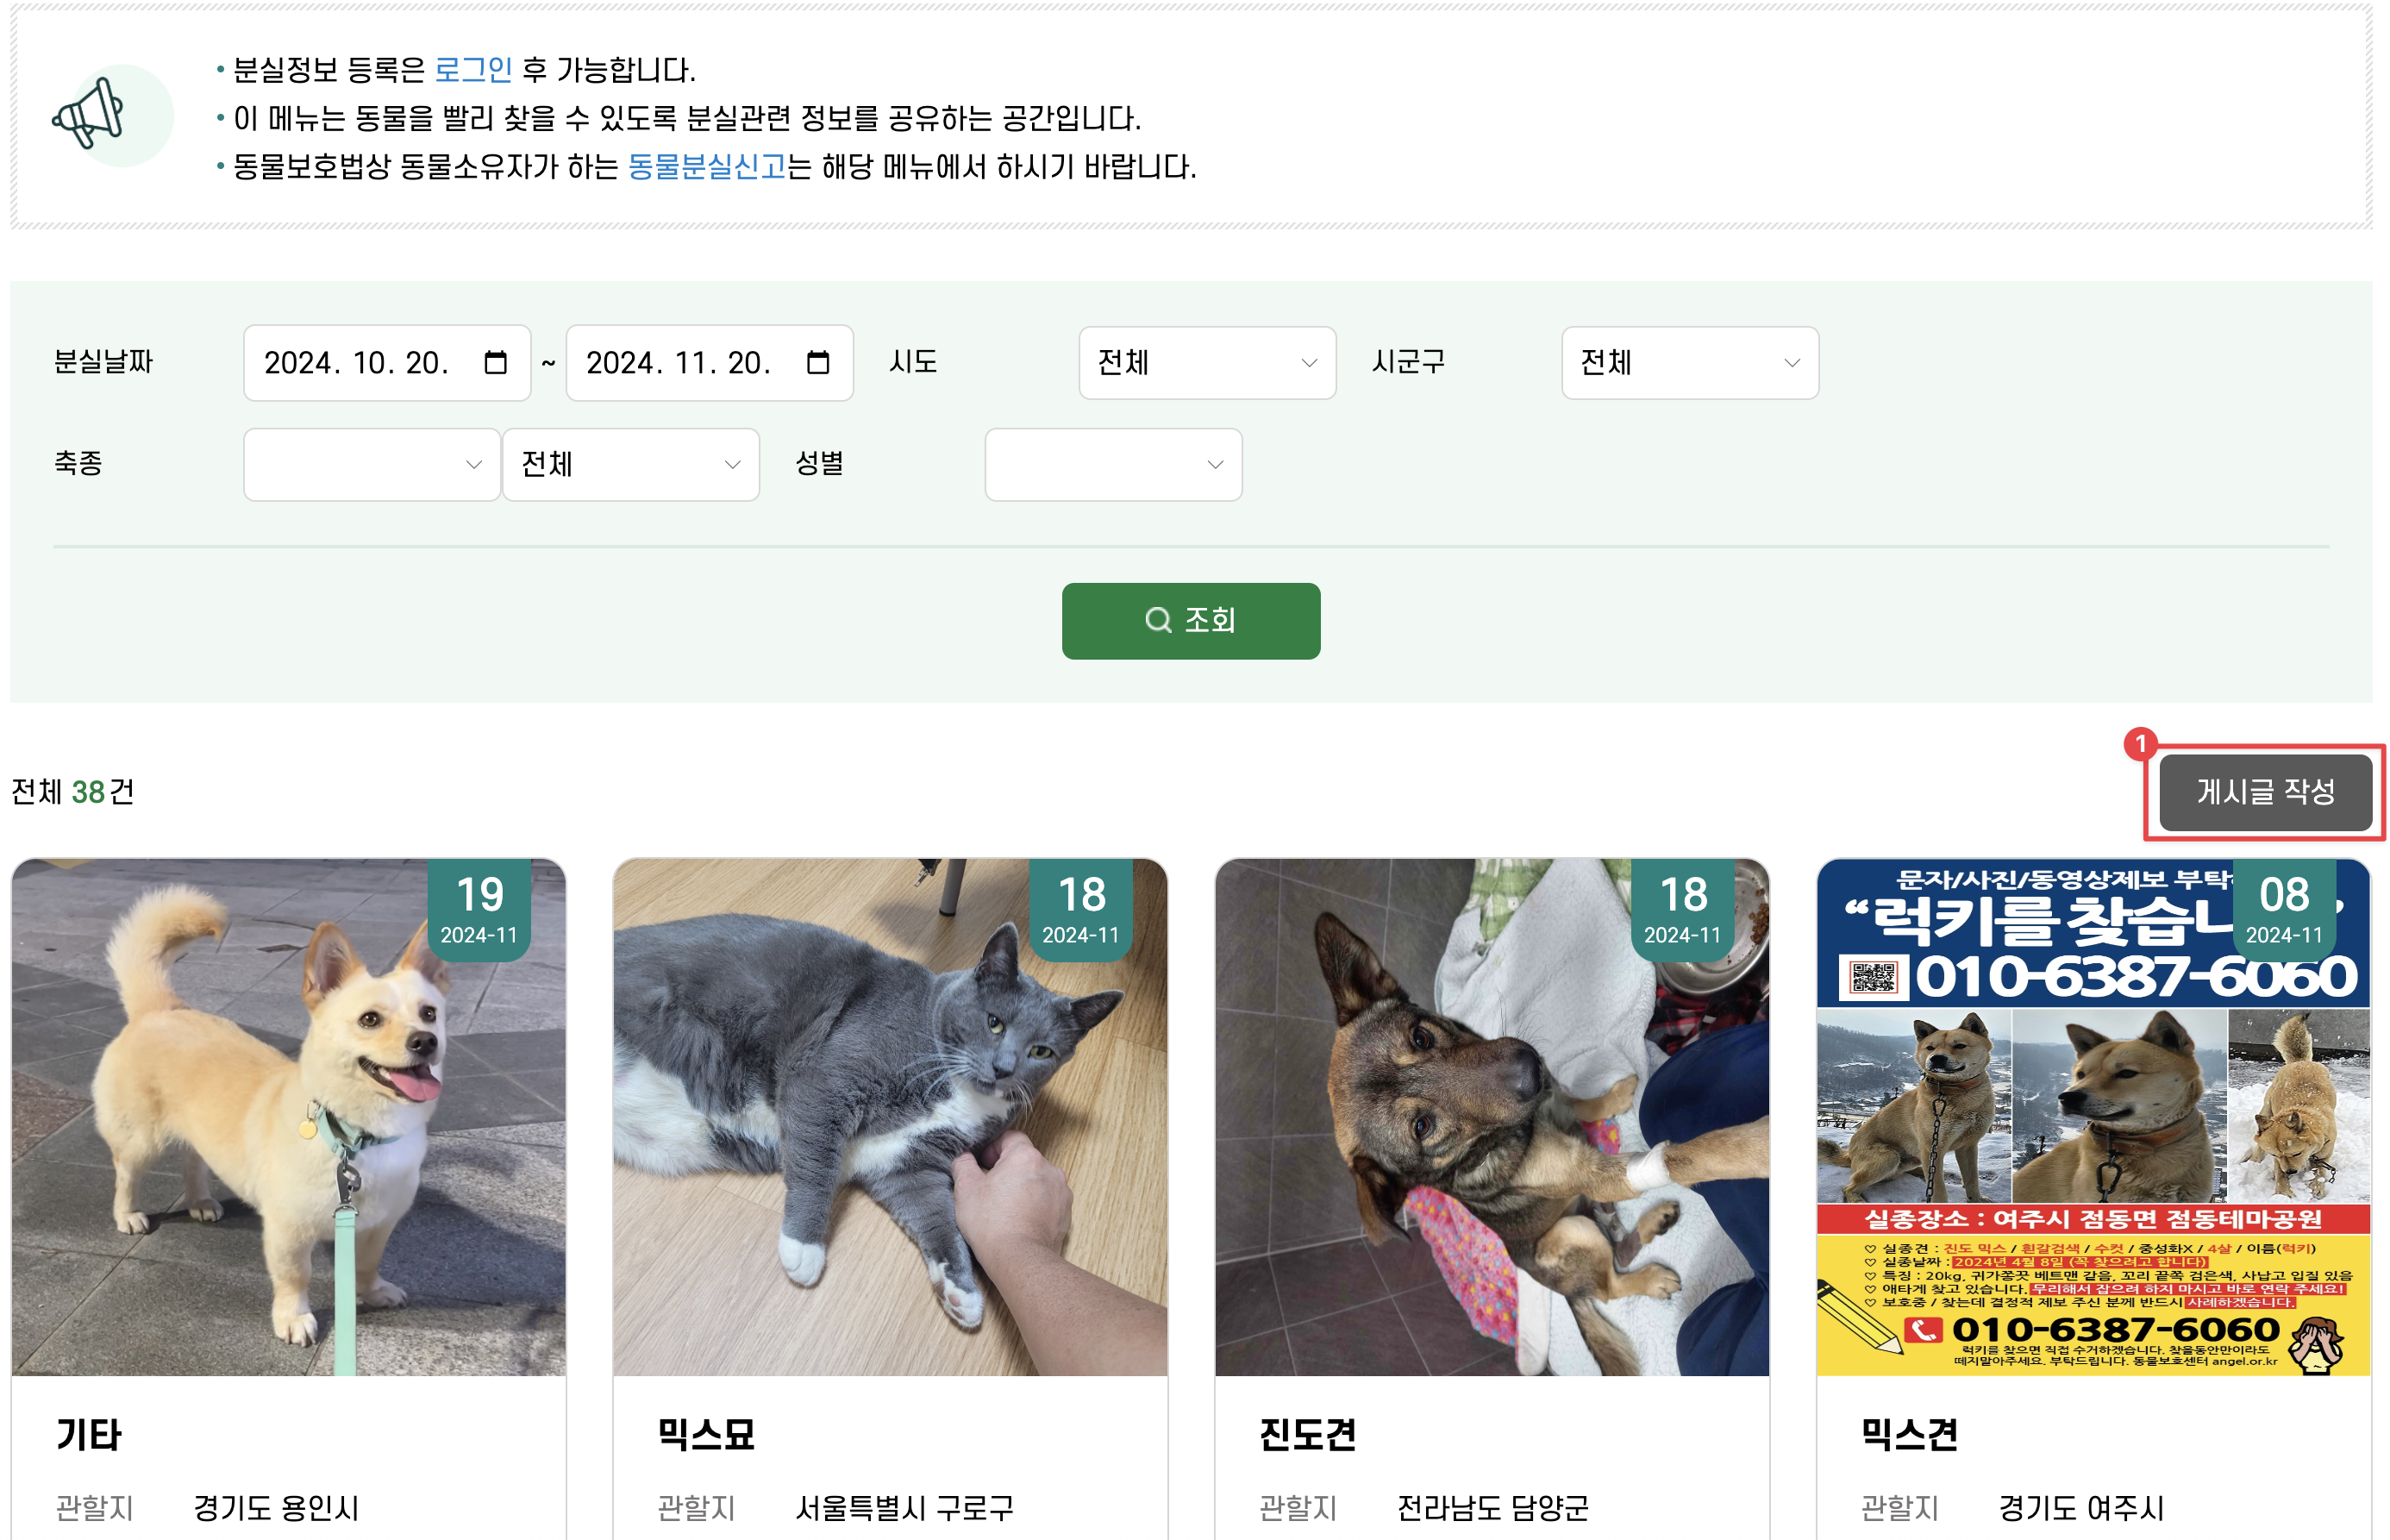 • 분실정보 등록은 로그인 후 가능합니다.
• 이 메뉴는 동물을 빨리 찾을 수 있도록 분실관련 정보를 공유하는 공간입니다.
• 동물보호법상 동물소유자가 하는 동물분실신고는 해당 메뉴에서 하시기 바랍니다.
분실날짜 2024. 10. 20. ~ 2024. 11. 20. 시도 전체 시군구 전체
축종 전체 성별
조회
1
전체 38건 게시글 작성
19
2024-11
18
2024-11
18
2024-11
08
2024-11
문자/사진/동영상제보 부탁
“럭키를 찾습니
010-6387-6060
실종장소 : 여주시 점동면 점동테마공원
♡ 실종견 : 진도 믹스 / 흰갈검색 / 수컷 / 중성화X / 4살 / 이름(럭키)
♡ 실종날짜 : 2024년 4월 8일 (꼭 찾으려고 합니다)
♡ 특징 : 20kg, 귀가쫑끗 베트맨 같음, 꼬리 끝쪽 검은색, 사납고 입질 있음
♡ 애타게 찾고 있습니다. 무리해서 잡으려 하지 마시고 바로 연락 주세요!
♡ 보호중 / 찾는데 결정적 제보 주신 분께 반드시 사례하겠습니다.
010-6387-6060
럭키를 찾으면 직접 수거하겠습니다. 찾을동안만이라도
떼지말아주세요. 부탁드립니다. 동물보호센터 angel.or.kr
기타
관할지 경기도 용인시
믹스묘
관할지 서울특별시 구로구
진도견
관할지 전라남도 담양군
믹스견
관할지 경기도 여주시